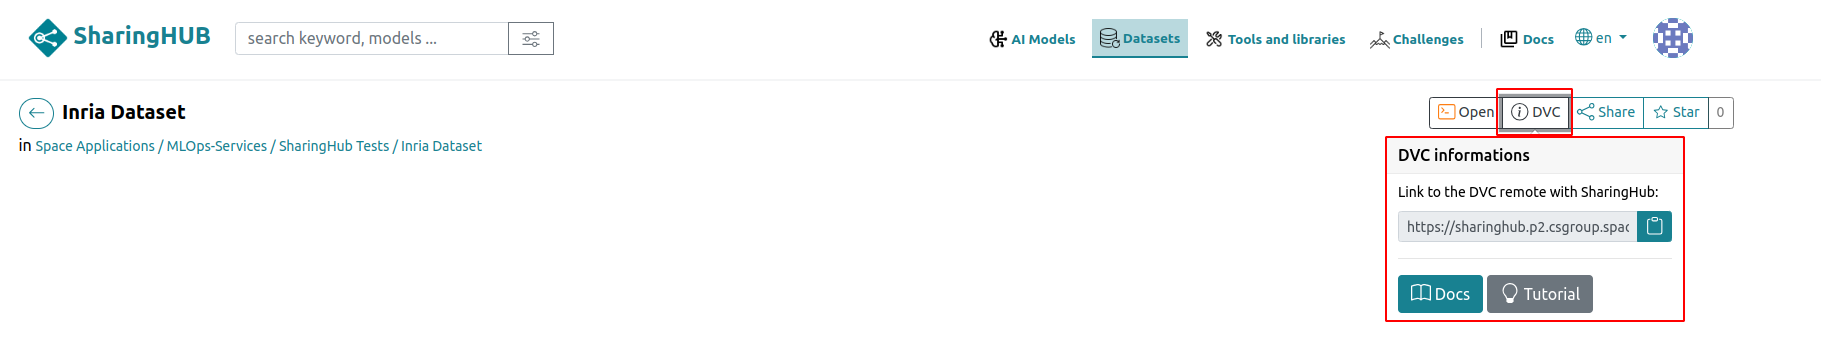 SharingHUB
search keyword, models ...
AI Models
Datasets
Tools and libraries
Challenges
Docs
en
Inria Dataset
Open
DVC
Share
Star
0
in Space Applications / MLOps-Services / SharingHub Tests / Inria Dataset
DVC informations
Link to the DVC remote with SharingHub:
https://sharinghub.p2.csgroup.spac
Docs
Tutorial